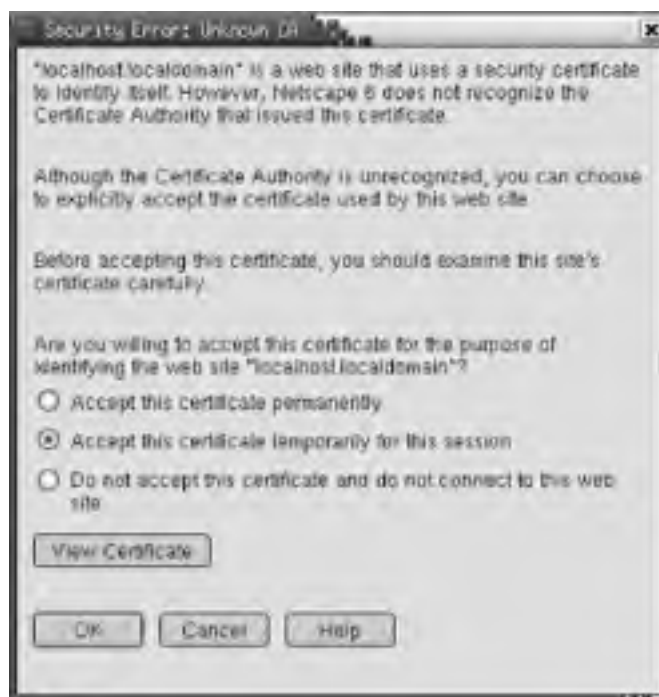 Security Error: Unknown CA
"localhost.localdomain" is a web site that uses a security certificate
to identify itself. However, Netscape 6 does not recognize the
Certificate Authority that issued this certificate.
Although the Certificate Authority is unrecognized, you can choose
to explicitly accept the certificate used by this web site.
Before accepting this certificate, you should examine this site's
certificate carefully.
Are you willing to accept this certificate for the purpose of
identifying the web site "localhost.localdomain"?
Accept this certificate permanently
Accept this certificate temporarily for this session
Do not accept this certificate and do not connect to this web
site
View Certificate
OK Cancel Help